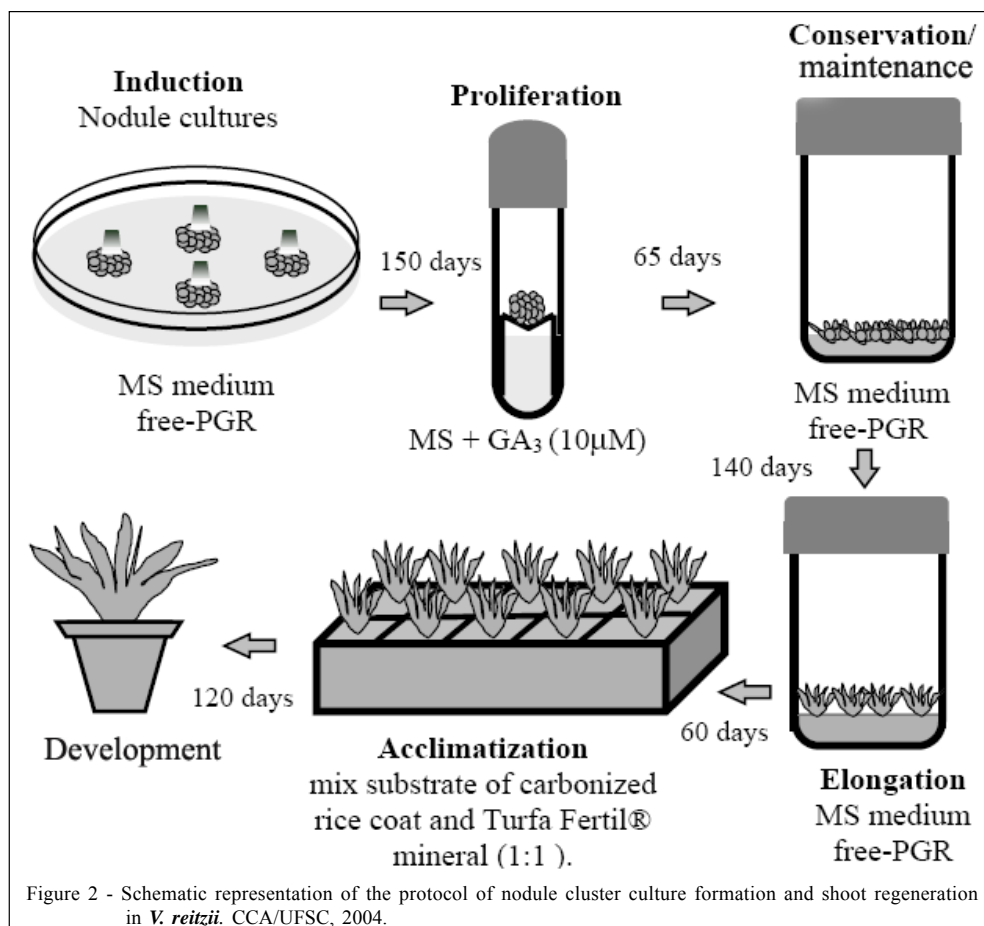 Induction
Nodule cultures
MS medium
free-PGR
150 days
Proliferation
MS + GA₃ (10µM)
65 days
Conservation/
maintenance
MS medium
free-PGR
140 days
Elongation
MS medium
free-PGR
60 days
Acclimatization
mix substrate of carbonized
rice coat and Turfa Fertil®
mineral (1:1 ).
120 days
Development
Figure 2 - Schematic representation of the protocol of nodule cluster culture formation and shoot regeneration
in V. reitzii. CCA/UFSC, 2004.